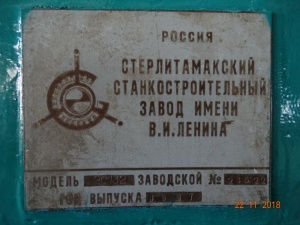 РОССИЯ
СТЕРЛИТАМАКСКИЙ
СТАНКОСТРОИТЕЛЬНЫЙ
ЗАВОД ИМЕНИ
В.И.ЛЕНИНА
МОДЕЛЬ ЗАВОДСКОЙ №
ГОД ВЫПУСКА
22 11 2018